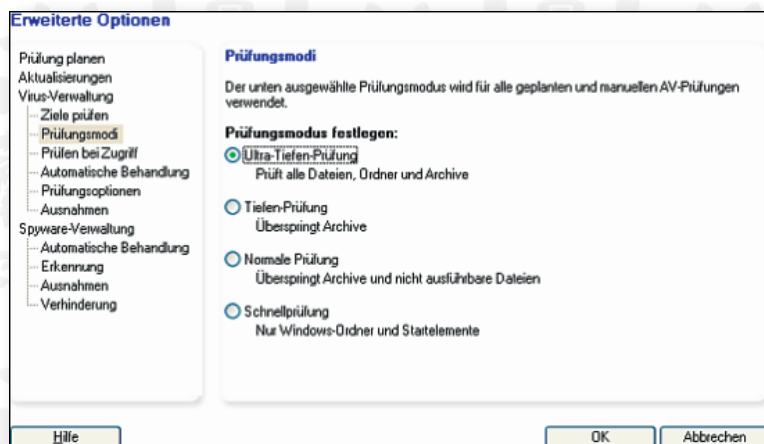 Erweiterte Optionen
Prüfung planen
Aktualisierungen
Virus-Verwaltung
Ziele prüfen
Prüfungsmodi
Prüfen bei Zugriff
Automatische Behandlung
Prüfungsoptionen
Ausnahmen
Spyware-Verwaltung
Automatische Behandlung
Erkennung
Ausnahmen
Verhinderung
Prüfungsmodi
Der unten ausgewählte Prüfungsmodus wird für alle geplanten und manuellen AV-Prüfungen
verwendet.
Prüfungsmodus festlegen:
Ultra-Tiefen-Prüfung
Prüft alle Dateien, Ordner und Archive
Tiefen-Prüfung
Überspringt Archive
Normale Prüfung
Überspringt Archive und nicht ausführbare Dateien
Schnellprüfung
Nur Windows-Ordner und Startelemente
Hilfe
OK
Abbrechen